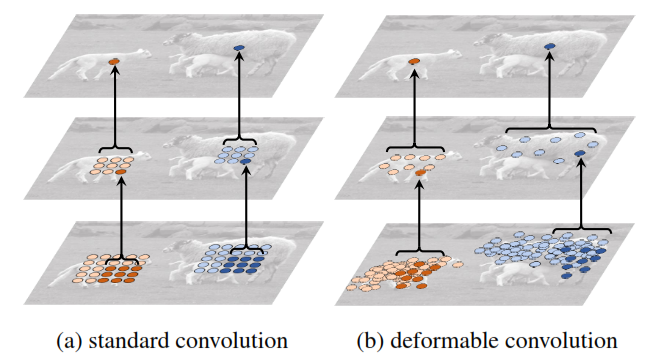 (a) standard convolution
(b) deformable convolution